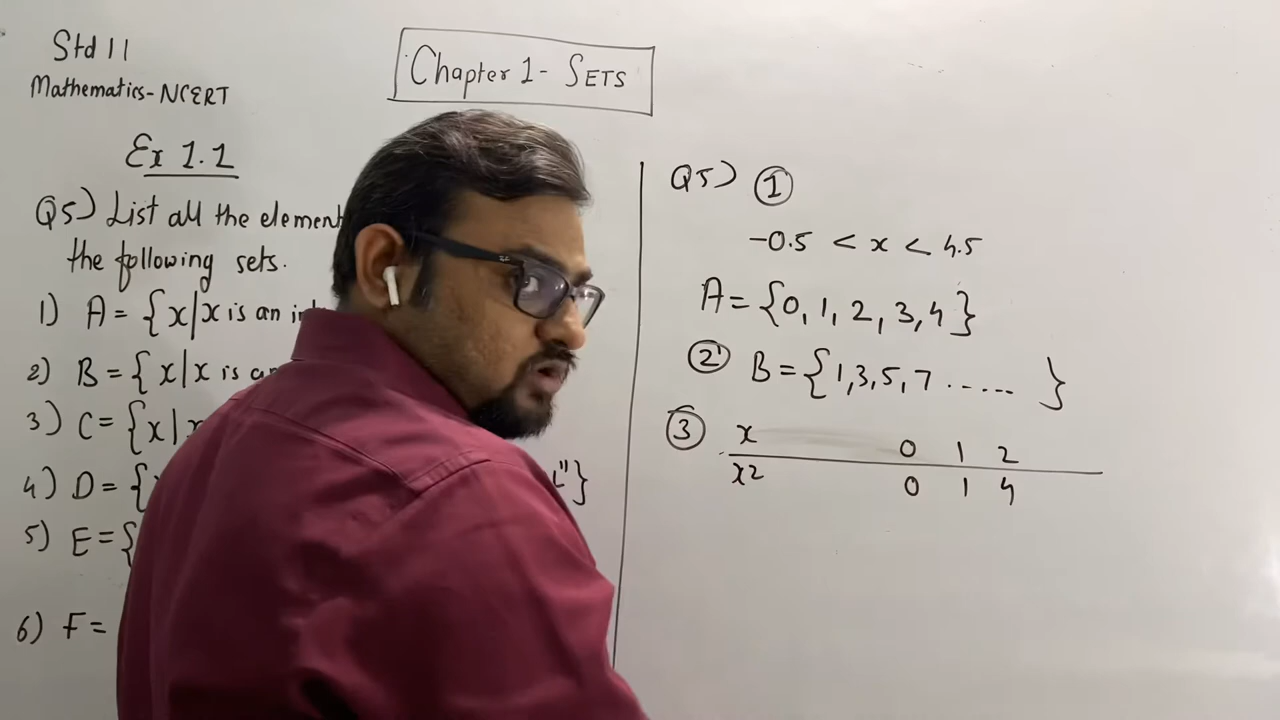 Std 11
Mathematics-NCERT
Chapter 1- SETS
Ex 1.1
Q5) List all the element
the following sets.
1) A= {x|x is an
2) B={ x|x is
3) C= {x|
4) D= { "}
5) E={
6) F=
Q5) ①
-0.5 < x < 4.5
A={0, 1, 2, 3, 4}
② B={1,3,5,7 ...... }
③ x 0 1 2
x2 0 1 4